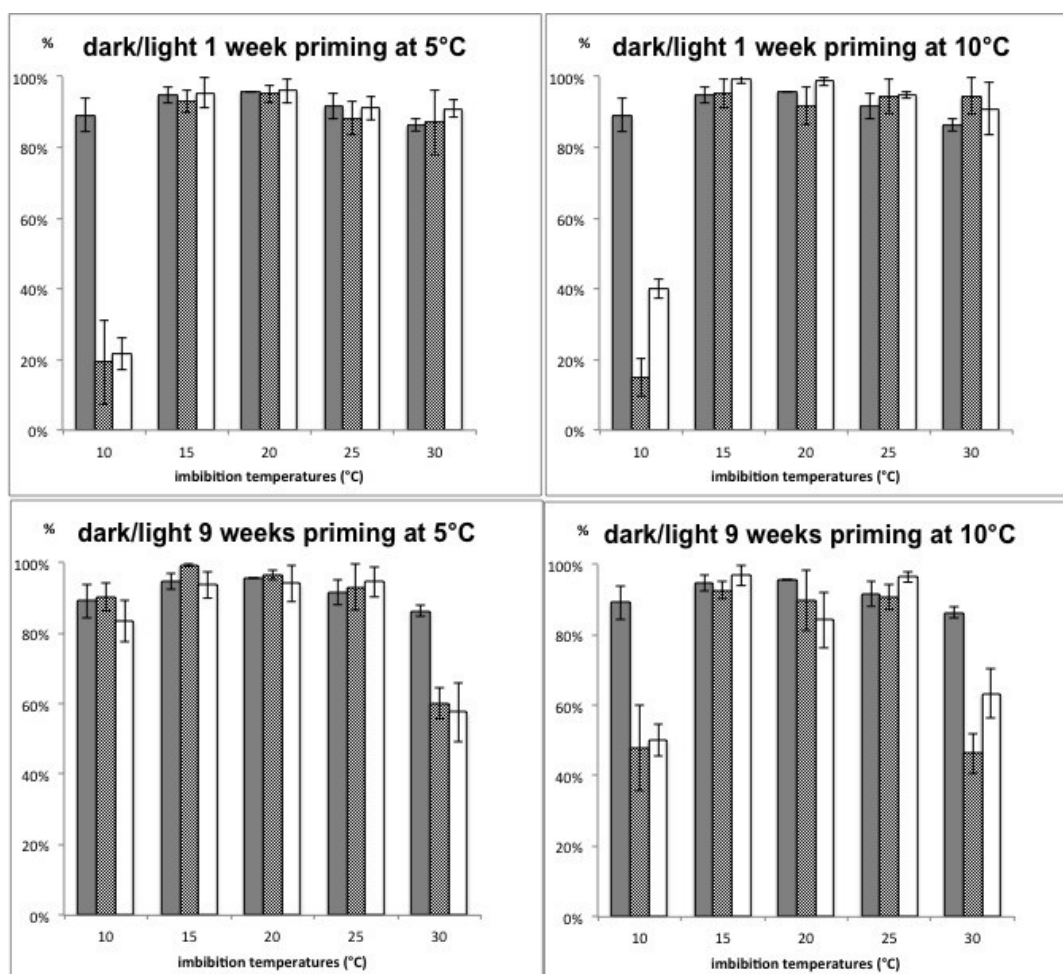 % dark/light 1 week priming at 5°C
100%
80%
60%
40%
20%
0%
10 15 20 25 30
imbibition temperatures (°C)
% dark/light 1 week priming at 10°C
100%
80%
60%
40%
20%
0%
10 15 20 25 30
imbibition temperatures (°C)
% dark/light 9 weeks priming at 5°C
100%
80%
60%
40%
20%
0%
10 15 20 25 30
imbibition temperatures (°C)
% dark/light 9 weeks priming at 10°C
100%
80%
60%
40%
20%
0%
10 15 20 25 30
imbibition temperatures (°C)